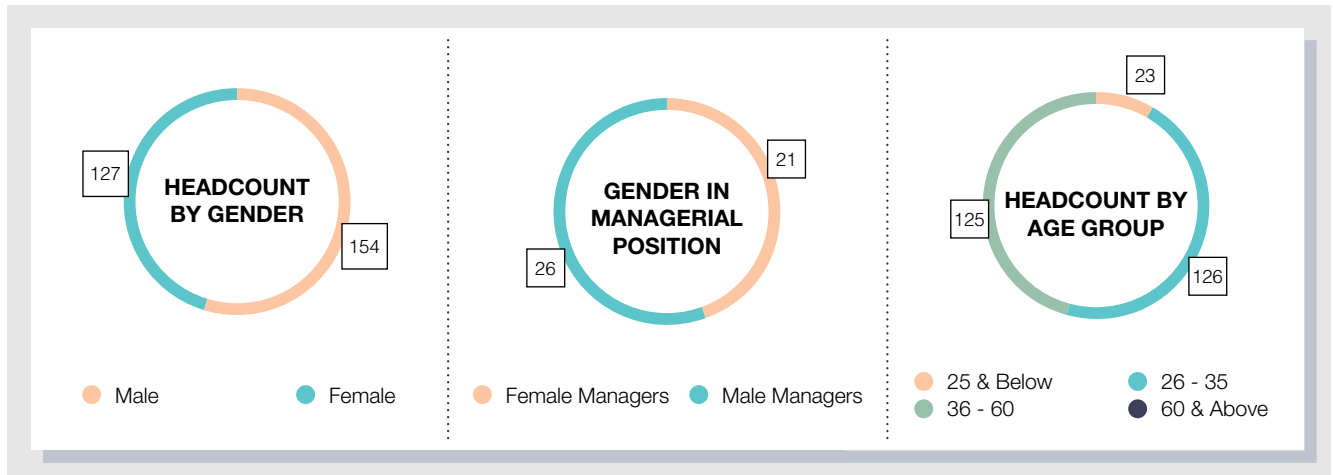 127
HEADCOUNT
BY GENDER
154
Male
Female
21
GENDER IN
MANAGERIAL
POSITION
26
Female Managers
Male Managers
23
HEADCOUNT BY
AGE GROUP
125
126
25 & Below
26 - 35
36 - 60
60 & Above